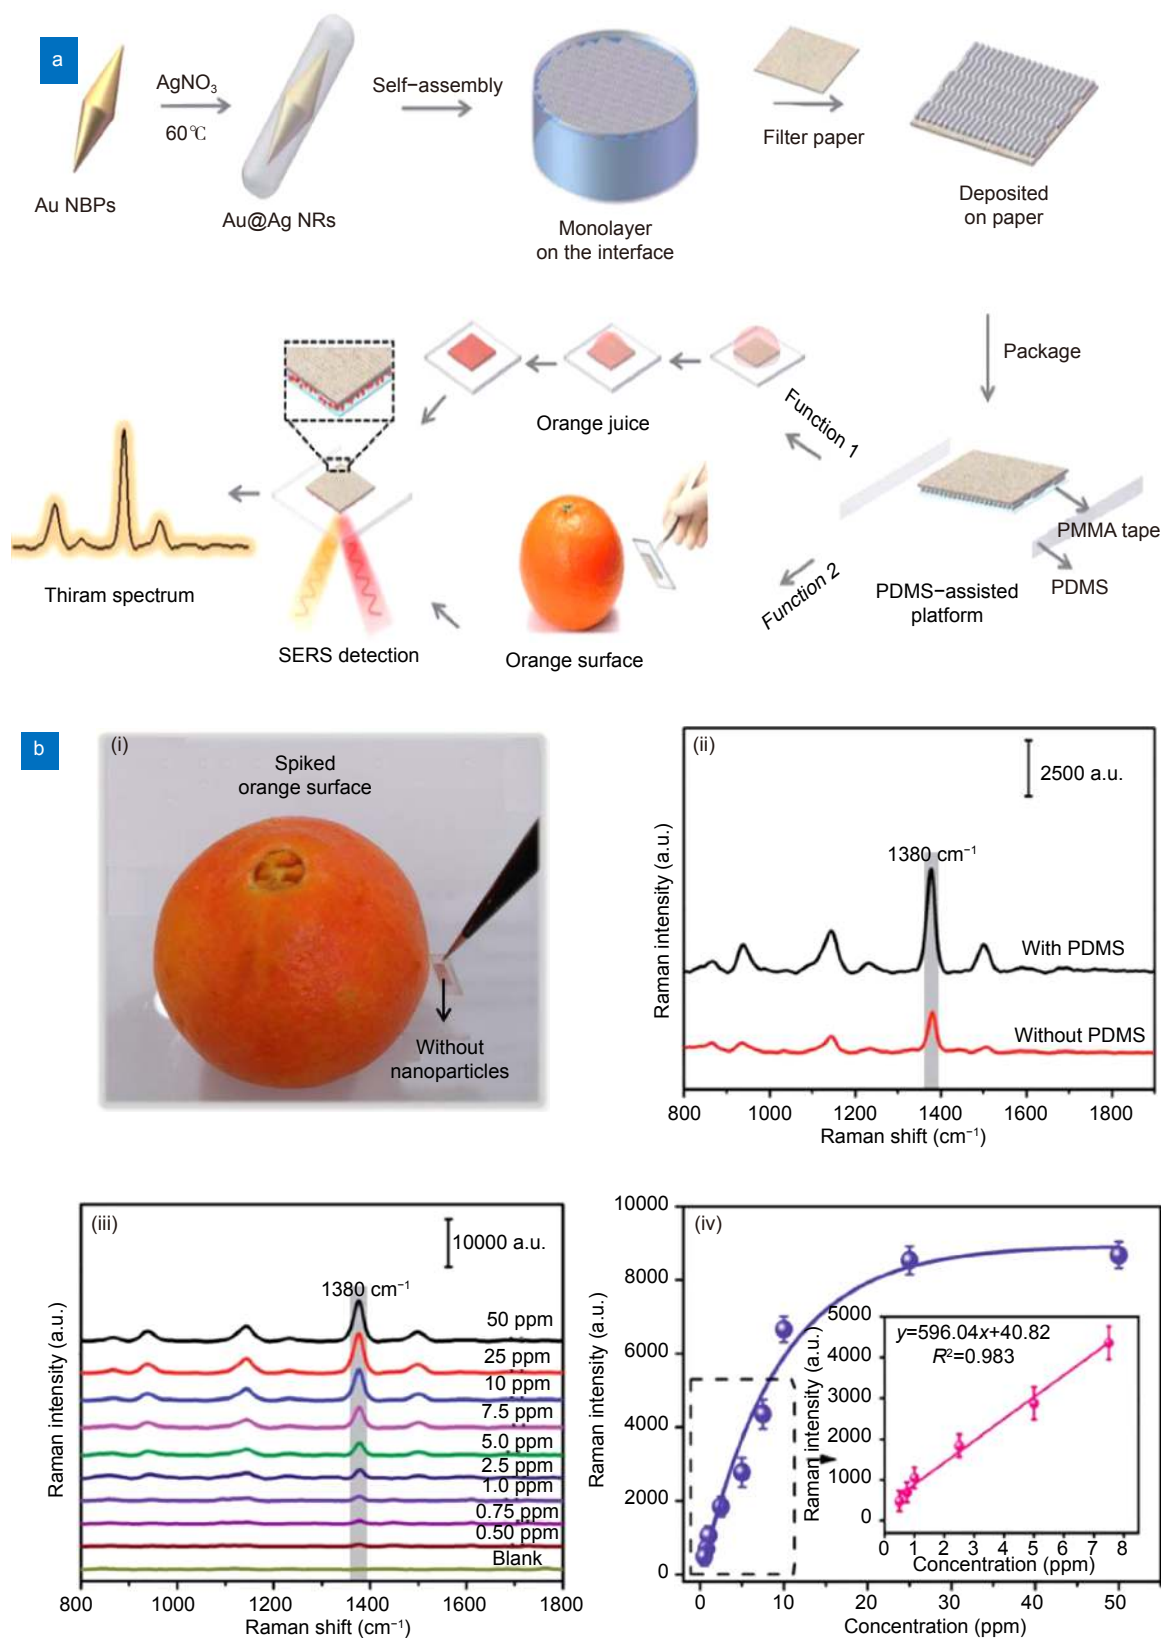 a
AgNO₃
60℃
Au NBPs
Au@Ag NRs
Self−assembly
Monolayer
on the interface
Filter paper
Deposited
on paper
Package
PMMA tape
PDMS
PDMS−assisted
platform
Function 1
Function 2
Orange juice
Orange surface
SERS detection
Thiram spectrum
b
(i)
Spiked
orange surface
Without
nanoparticles
(ii)
2500 a.u.
1380 cm⁻¹
With PDMS
Without PDMS
Raman intensity (a.u.)
800 1000 1200 1400 1600 1800
Raman shift (cm⁻¹)
(iii)
10000 a.u.
1380 cm⁻¹
50 ppm
25 ppm
10 ppm
7.5 ppm
5.0 ppm
2.5 ppm
1.0 ppm
0.75 ppm
0.50 ppm
Blank
Raman intensity (a.u.)
800 1000 1200 1400 1600 1800
Raman shift (cm⁻¹)
(iv)
10000
8000
6000
4000
2000
0
Raman intensity (a.u.)
0 10 20 30 40 50
Concentration (ppm)
y=596.04x+40.82
R²=0.983
5000
4000
3000
2000
1000
0
Raman intensity (a.u.)
0 1 2 3 4 5 6 7 8
Concentration (ppm)